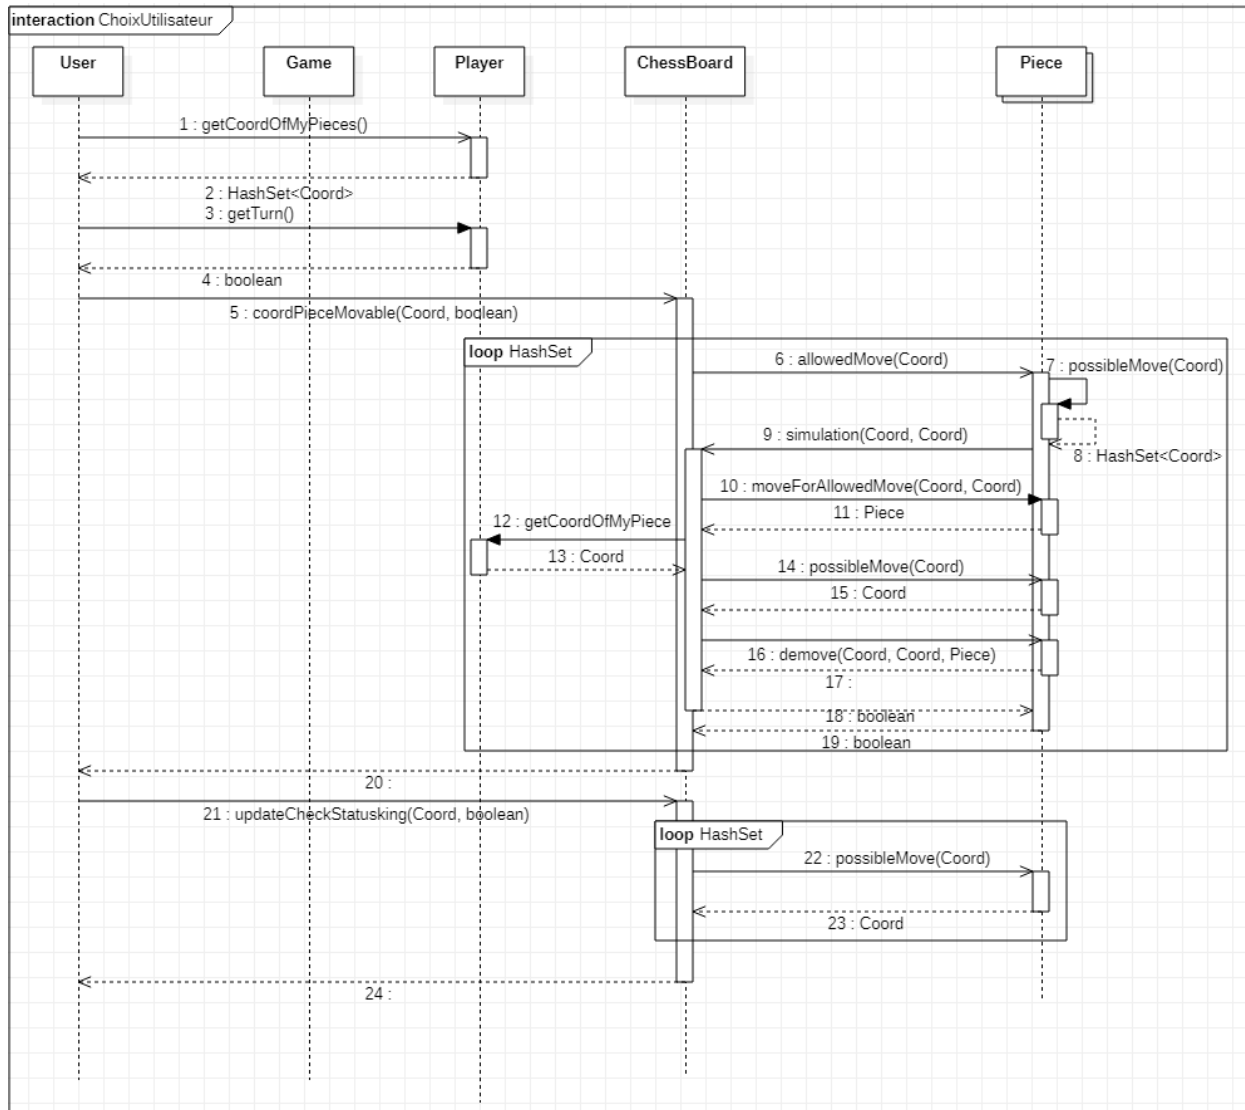 interaction ChoixUtilisateur
User
Game
Player
ChessBoard
Piece
1 : getCoordOfMyPieces()
2 : HashSet<Coord>
3 : getTurn()
4 : boolean
5 : coordPieceMovable(Coord, boolean)
loop HashSet
6 : allowedMove(Coord)
7 : possibleMove(Coord)
8 : HashSet<Coord>
9 : simulation(Coord, Coord)
10 : moveForAllowedMove(Coord, Coord)
11 : Piece
12 : getCoordOfMyPiece
13 : Coord
14 : possibleMove(Coord)
15 : Coord
16 : demove(Coord, Coord, Piece)
17 :
18 : boolean
19 : boolean
20 :
21 : updateCheckStatusking(Coord, boolean)
loop HashSet
22 : possibleMove(Coord)
23 : Coord
24 :